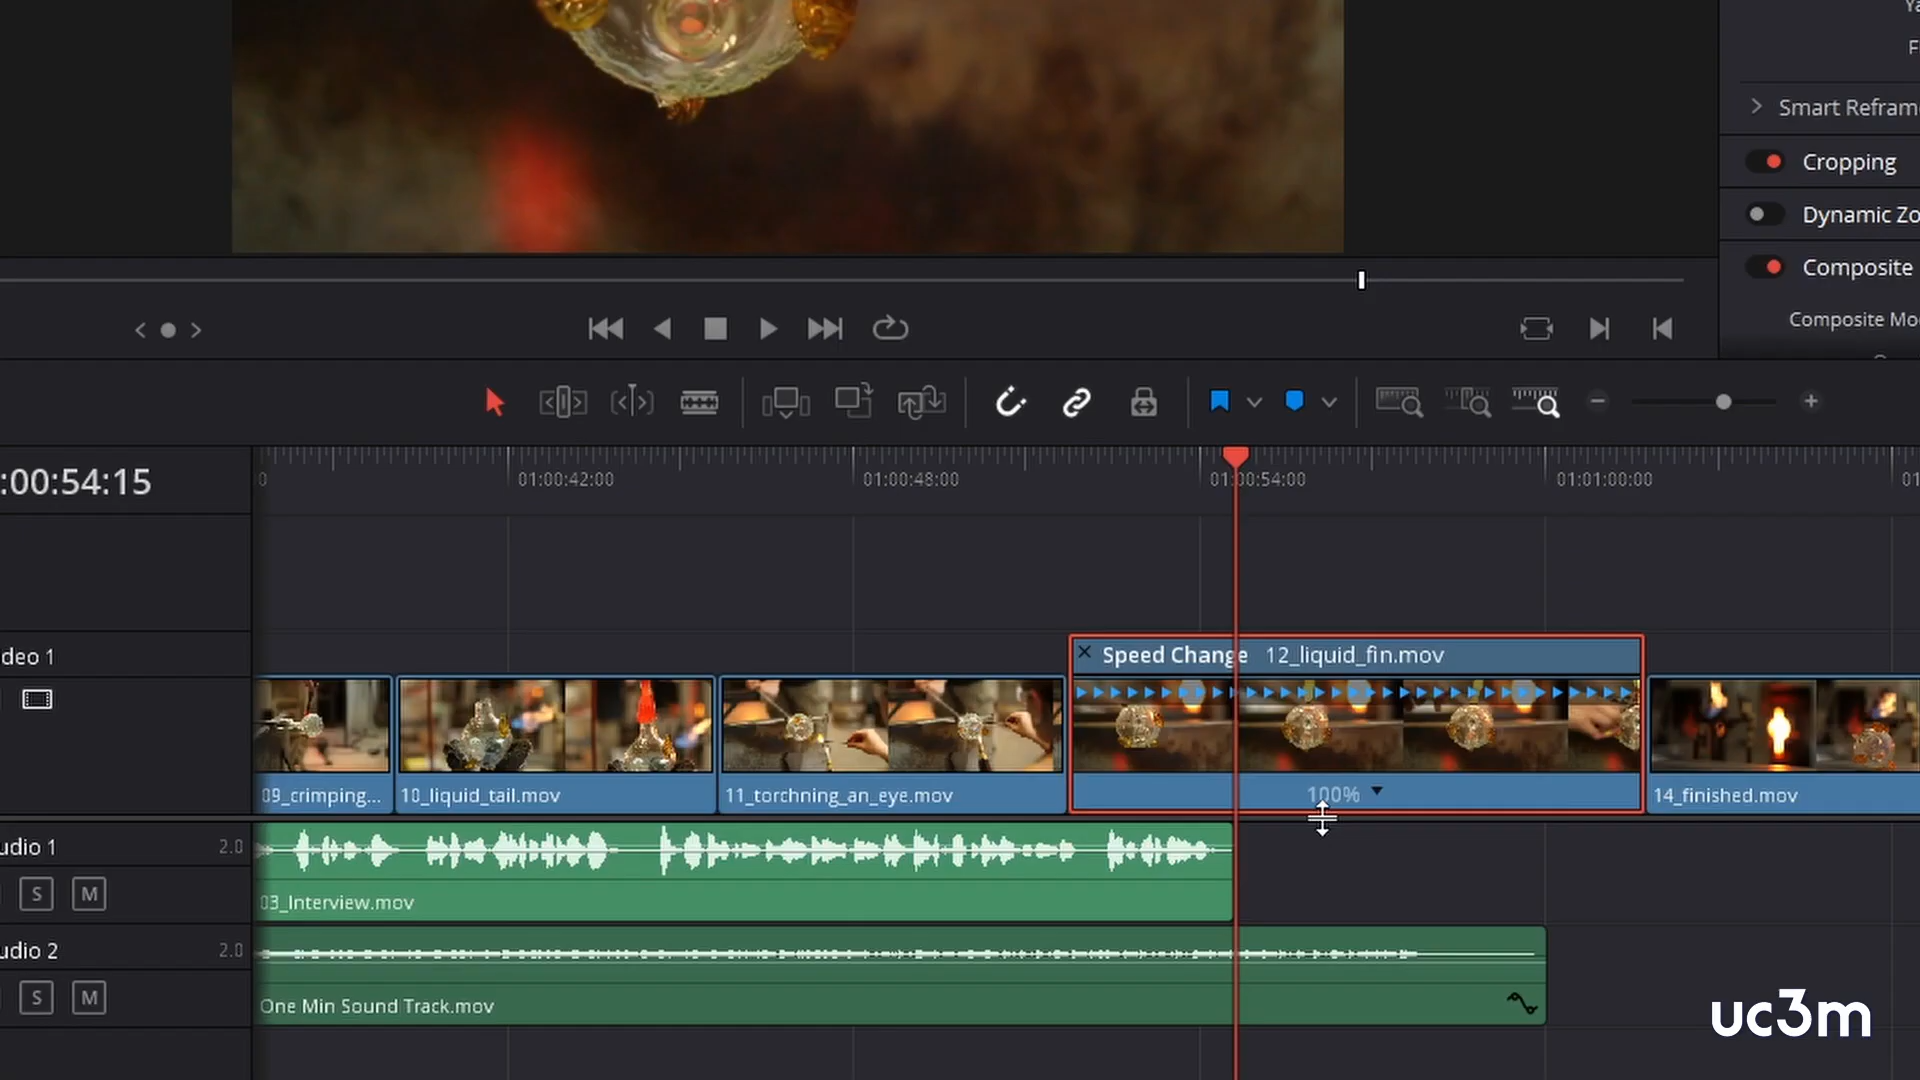 Smart Refram
Cropping
Dynamic Zo
Composite
Composite Mo
:00:54:15
01:00:42:00
01:00:48:00
01:00:54:00
01:01:00:00
deo 1
Speed Change 12_liquid_fin.mov
09_crimping...
10_liquid_tail.mov
11_torchning_an_eye.mov
100%
14_finished.mov
udio 1
2.0
S M
03_Interview.mov
udio 2
2.0
S M
One Min Sound Track.mov
uc3m